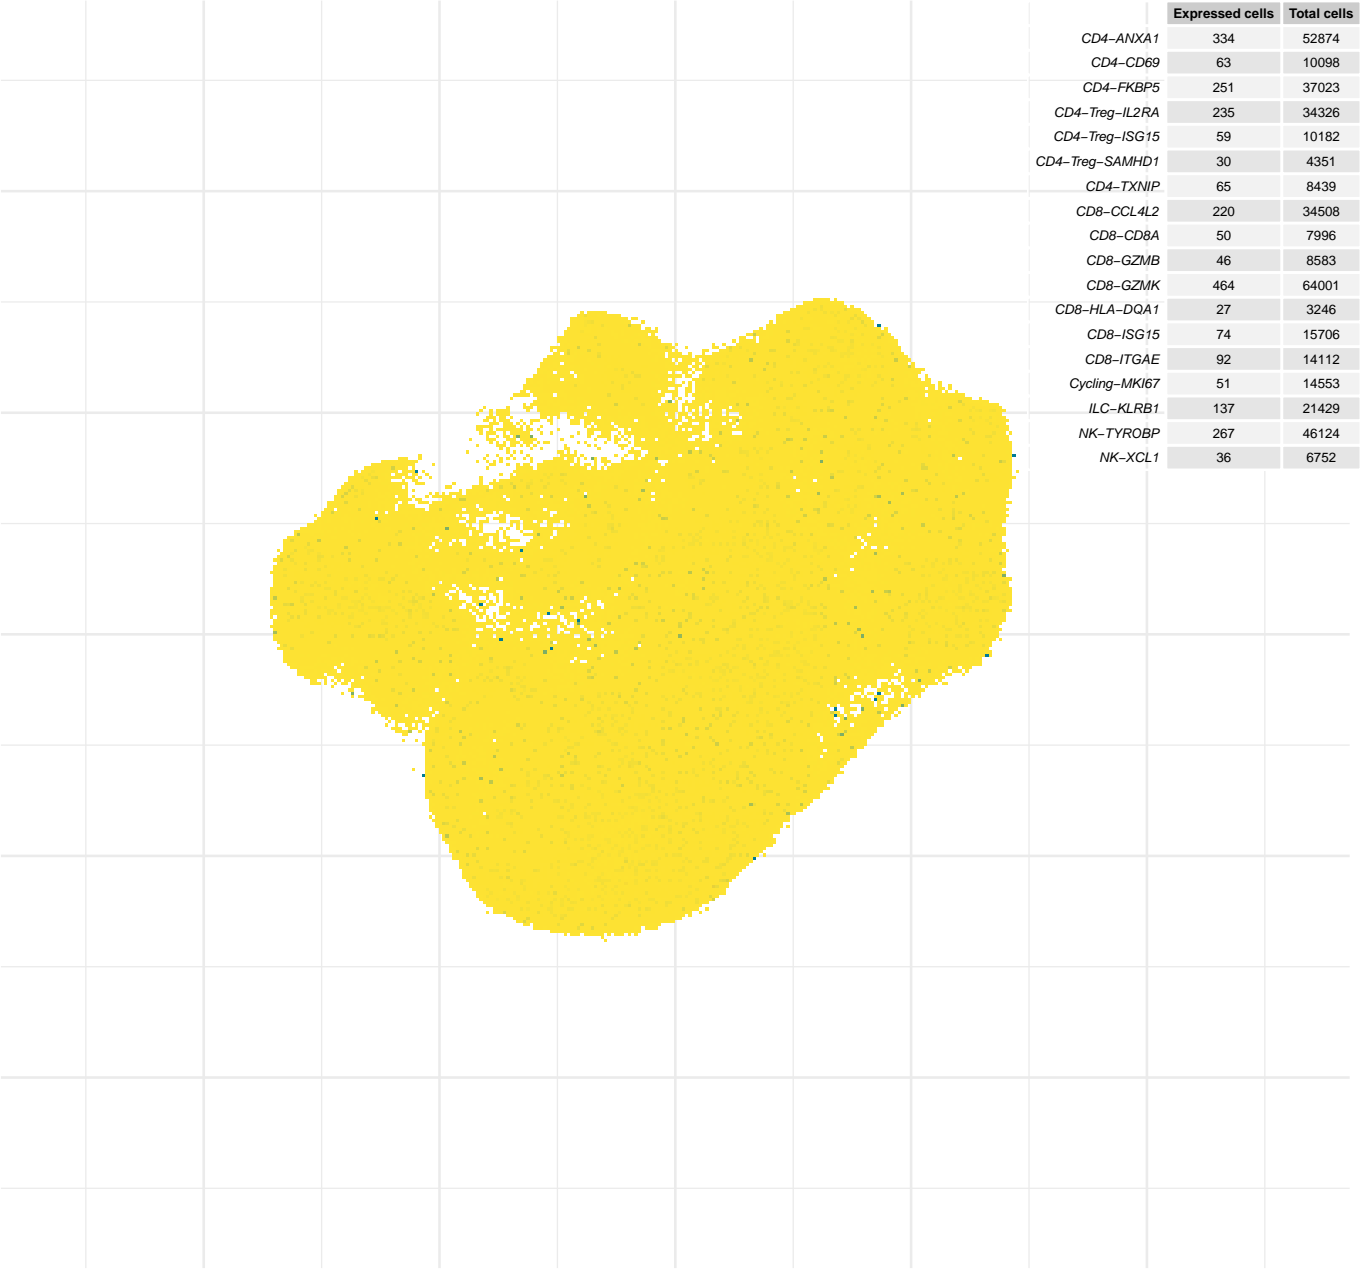 Expressed cells Total cells
CD4−ANXA1 334 52874
CD4−CD69 63 10098
CD4−FKBP5 251 37023
CD4−Treg−IL2RA 235 34326
CD4−Treg−ISG15 59 10182
CD4−Treg−SAMHD1 30 4351
CD4−TXNIP 65 8439
CD8−CCL4L2 220 34508
CD8−CD8A 50 7996
CD8−GZMB 46 8583
CD8−GZMK 464 64001
CD8−HLA−DQA1 27 3246
CD8−ISG15 74 15706
CD8−ITGAE 92 14112
Cycling−MKI67 51 14553
ILC−KLRB1 137 21429
NK−TYROBP 267 46124
NK−XCL1 36 6752